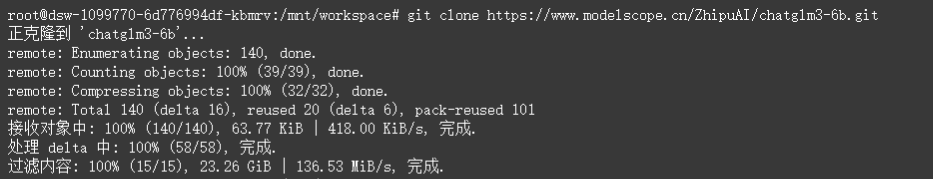 root@dsw-1099770-6d776994df-kbmrv:/mnt/workspace# git clone https://www.modelscope.cn/ZhipuAI/chatglm3-6b.git
正克隆到 'chatglm3-6b'...
remote: Enumerating objects: 140, done.
remote: Counting objects: 100% (39/39), done.
remote: Compressing objects: 100% (32/32), done.
remote: Total 140 (delta 16), reused 20 (delta 6), pack-reused 101
接收对象中: 100% (140/140), 63.77 KiB | 418.00 KiB/s, 完成.
处理 delta 中: 100% (58/58), 完成.
过滤内容: 100% (15/15), 23.26 GiB | 136.53 MiB/s, 完成.